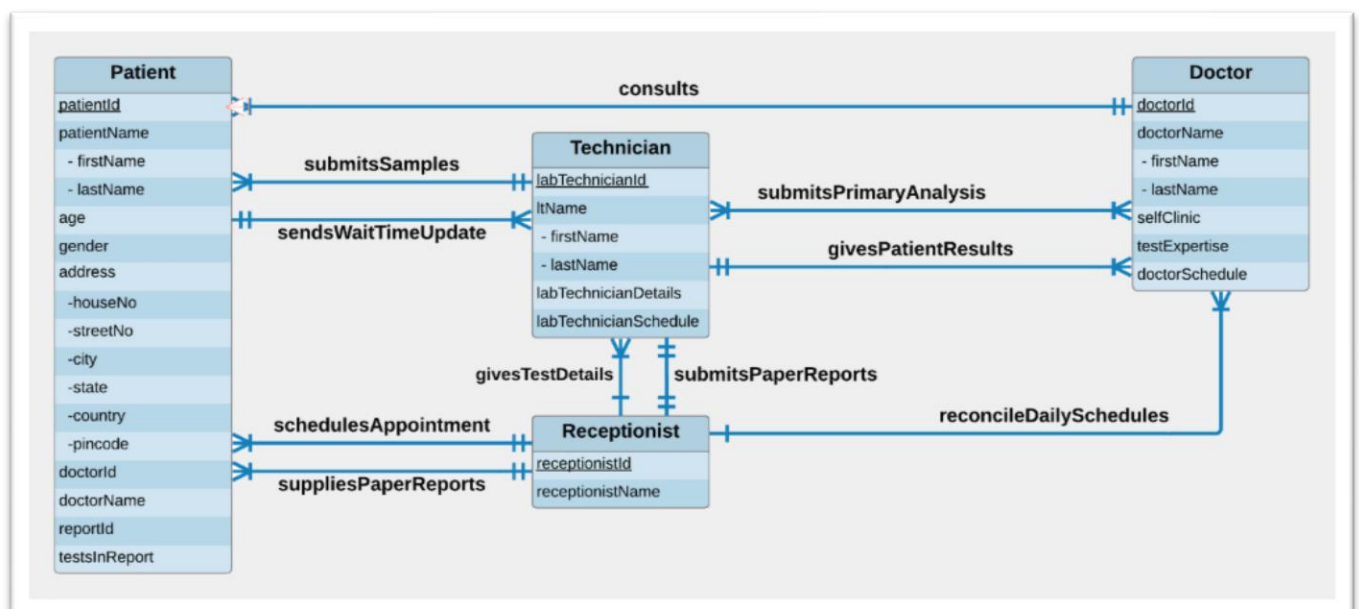 Patient
patientId
patientName
- firstName
- lastName
age
gender
address
-houseNo
-streetNo
-city
-state
-country
-pincode
doctorId
doctorName
reportId
testsInReport
consults
submitsSamples
sendsWaitTimeUpdate
Technician
labTechnicianId
ltName
- firstName
- lastName
labTechnicianDetails
labTechnicianSchedule
submitsPrimaryAnalysis
givesPatientResults
Doctor
doctorId
doctorName
- firstName
- lastName
selfClinic
testExpertise
doctorSchedule
givesTestDetails
submitsPaperReports
schedulesAppointment
suppliesPaperReports
Receptionist
receptionistId
receptionistName
reconcileDailySchedules